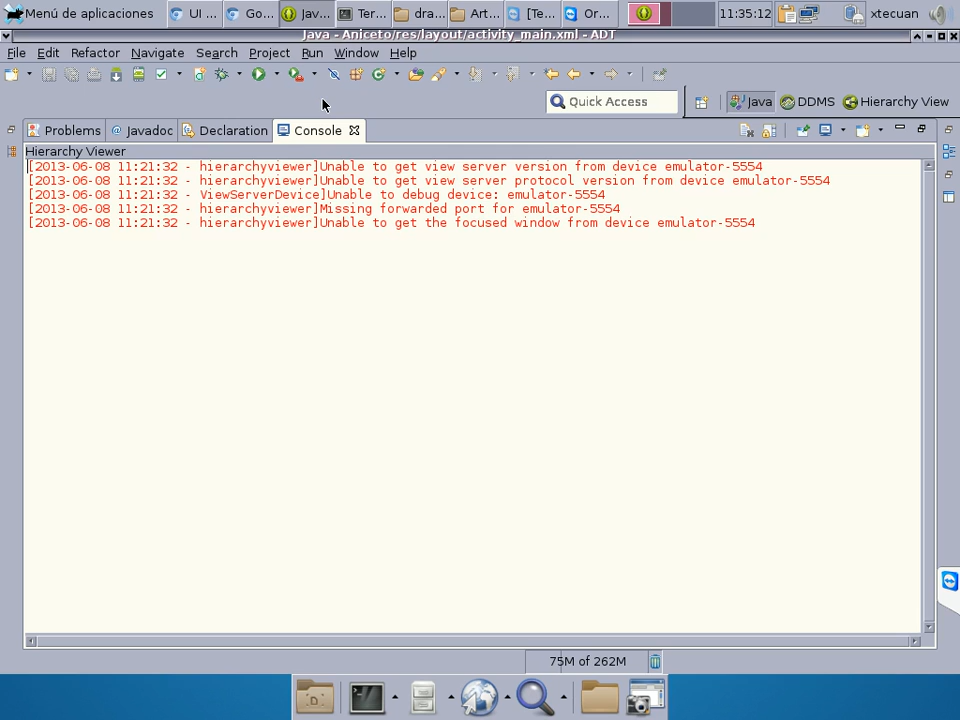 Menú de aplicaciones UI ... Go... Jav... Ter... dra... Art... [Te... Or... 11:35:12 xtecuan
Java - Aniceto/res/layout/activity_main.xml - ADT
File Edit Refactor Navigate Search Project Run Window Help
Quick Access Java DDMS Hierarchy View
Problems Javadoc Declaration Console
Hierarchy Viewer
[2013-06-08 11:21:32 - hierarchyviewer]Unable to get view server version from device emulator-5554
[2013-06-08 11:21:32 - hierarchyviewer]Unable to get view server protocol version from device emulator-5554
[2013-06-08 11:21:32 - ViewServerDevice]Unable to debug device: emulator-5554
[2013-06-08 11:21:32 - hierarchyviewer]Missing forwarded port for emulator-5554
[2013-06-08 11:21:32 - hierarchyviewer]Unable to get the focused window from device emulator-5554
75M of 262M